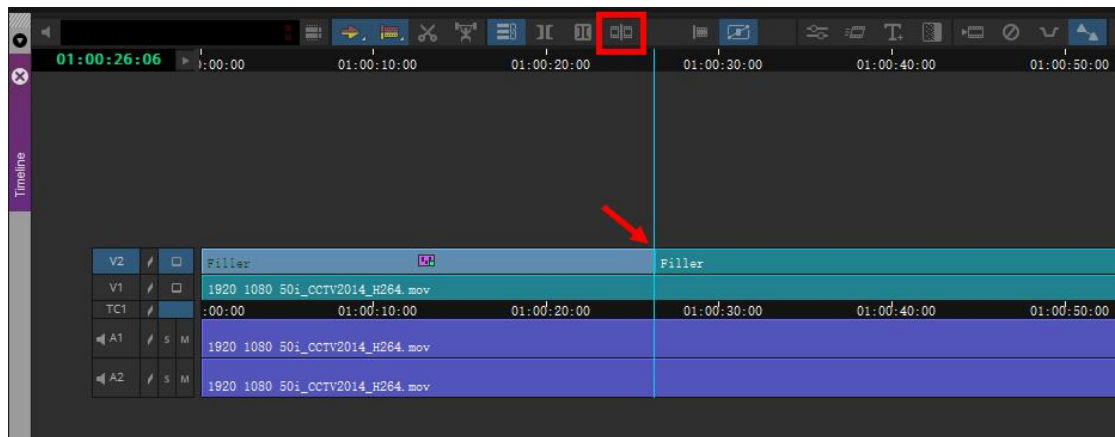 01:00:26:06
):00:00 01:00:10:00 01:00:20:00 01:00:30:00 01:00:40:00 01:00:50:00
Timeline
V2 Filler Filler
V1 1920 1080 50i_CCTV2014_H264.mov
TC1 :00:00 01:00:10:00 01:00:20:00 01:00:30:00 01:00:40:00 01:00:50:00
A1 S M 1920 1080 50i_CCTV2014_H264.mov
A2 S M 1920 1080 50i_CCTV2014_H264.mov